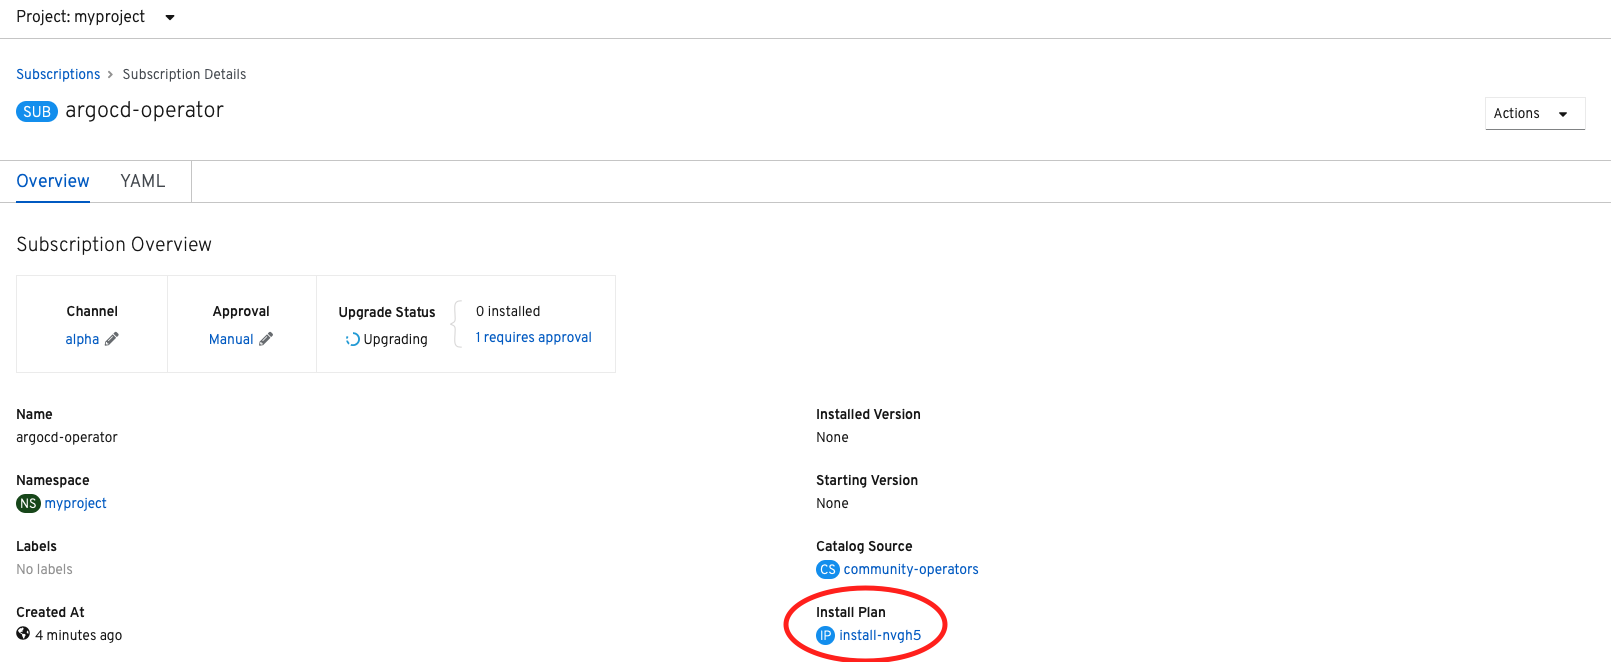 Project: myproject
Subscriptions > Subscription Details
SUB argocd-operator
Actions
Overview YAML
Subscription Overview
Channel
alpha
Approval
Manual
Upgrade Status
Upgrading
0 installed
1 requires approval
Name
argocd-operator
Namespace
NS myproject
Labels
No labels
Created At
4 minutes ago
Installed Version
None
Starting Version
None
Catalog Source
CS community-operators
Install Plan
IP install-nvgh5